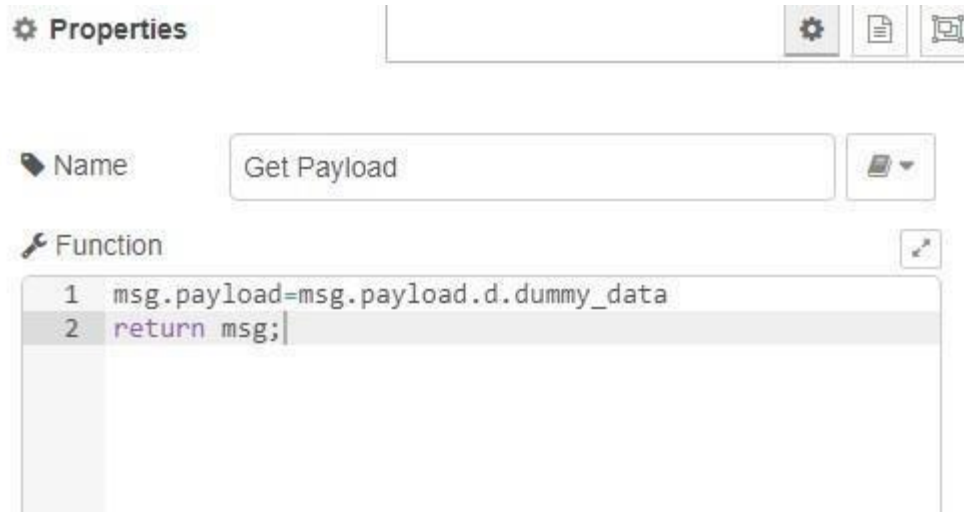 Properties
Name
Get Payload
Function
1 msg.payload=msg.payload.d.dummy_data
2 return msg;